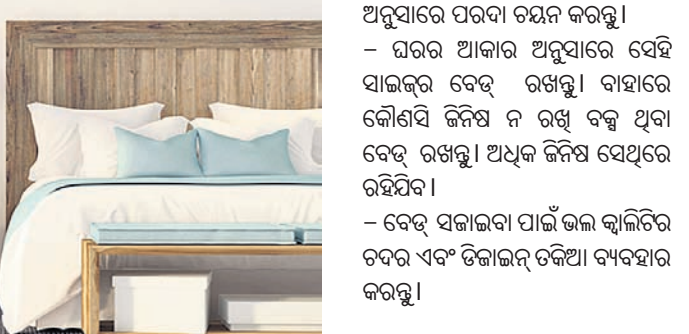 ଅନୁସାରେ ପରଦା ଚୟନ କରନ୍ତୁ।
– ଘରର ଆକାର ଅନୁସାରେ ସେହି
ସାଇଜ୍‌ର ବେଡ୍ ରଖନ୍ତୁ। ବାହାରେ
କୌଣସି ଜିନିଷ ନ ରଖି ବକ୍ସ ଥିବା
ବେଡ୍ ରଖନ୍ତୁ। ଅଧିକ ଜିନିଷ ସେଥିରେ
ରହିଯିବ।
– ବେଡ୍ ସଜାଇବା ପାଇଁ ଭଲ କ୍ୱାଲିଟିର
ଚଦର ଏବଂ ଡିଜାଇନ୍ ତକିଆ ବ୍ୟବହାର
କରନ୍ତୁ।